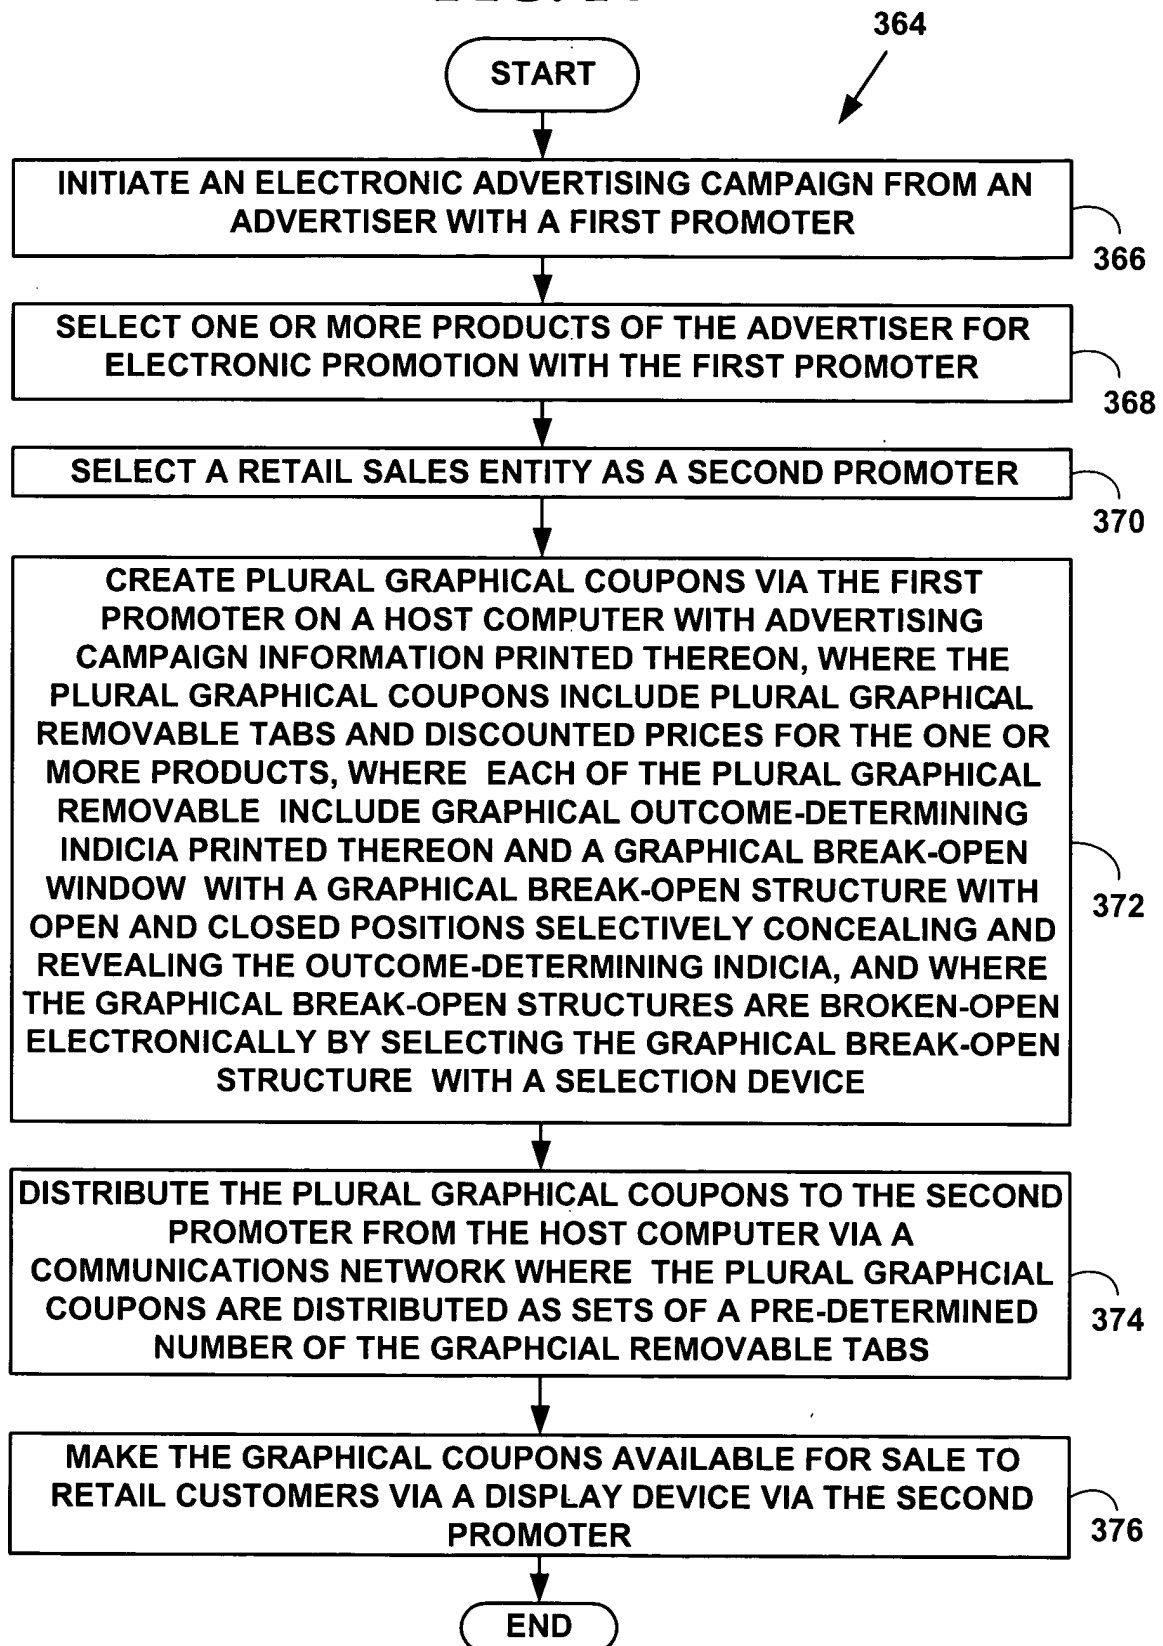 364
START
INITIATE AN ELECTRONIC ADVERTISING CAMPAIGN FROM AN
ADVERTISER WITH A FIRST PROMOTER
366
SELECT ONE OR MORE PRODUCTS OF THE ADVERTISER FOR
ELECTRONIC PROMOTION WITH THE FIRST PROMOTER
368
SELECT A RETAIL SALES ENTITY AS A SECOND PROMOTER
370
CREATE PLURAL GRAPHICAL COUPONS VIA THE FIRST
PROMOTER ON A HOST COMPUTER WITH ADVERTISING
CAMPAIGN INFORMATION PRINTED THEREON, WHERE THE
PLURAL GRAPHICAL COUPONS INCLUDE PLURAL GRAPHICAL
REMOVABLE TABS AND DISCOUNTED PRICES FOR THE ONE OR
MORE PRODUCTS, WHERE EACH OF THE PLURAL GRAPHICAL
REMOVABLE INCLUDE GRAPHICAL OUTCOME-DETERMINING
INDICIA PRINTED THEREON AND A GRAPHICAL BREAK-OPEN
WINDOW WITH A GRAPHICAL BREAK-OPEN STRUCTURE WITH
OPEN AND CLOSED POSITIONS SELECTIVELY CONCEALING AND
REVEALING THE OUTCOME-DETERMINING INDICIA, AND WHERE
THE GRAPHICAL BREAK-OPEN STRUCTURES ARE BROKEN-OPEN
ELECTRONICALLY BY SELECTING THE GRAPHICAL BREAK-OPEN
STRUCTURE WITH A SELECTION DEVICE
372
DISTRIBUTE THE PLURAL GRAPHICAL COUPONS TO THE SECOND
PROMOTER FROM THE HOST COMPUTER VIA A
COMMUNICATIONS NETWORK WHERE THE PLURAL GRAPHCIAL
COUPONS ARE DISTRIBUTED AS SETS OF A PRE-DETERMINED
NUMBER OF THE GRAPHCIAL REMOVABLE TABS
374
MAKE THE GRAPHICAL COUPONS AVAILABLE FOR SALE TO
RETAIL CUSTOMERS VIA A DISPLAY DEVICE VIA THE SECOND
PROMOTER
376
END